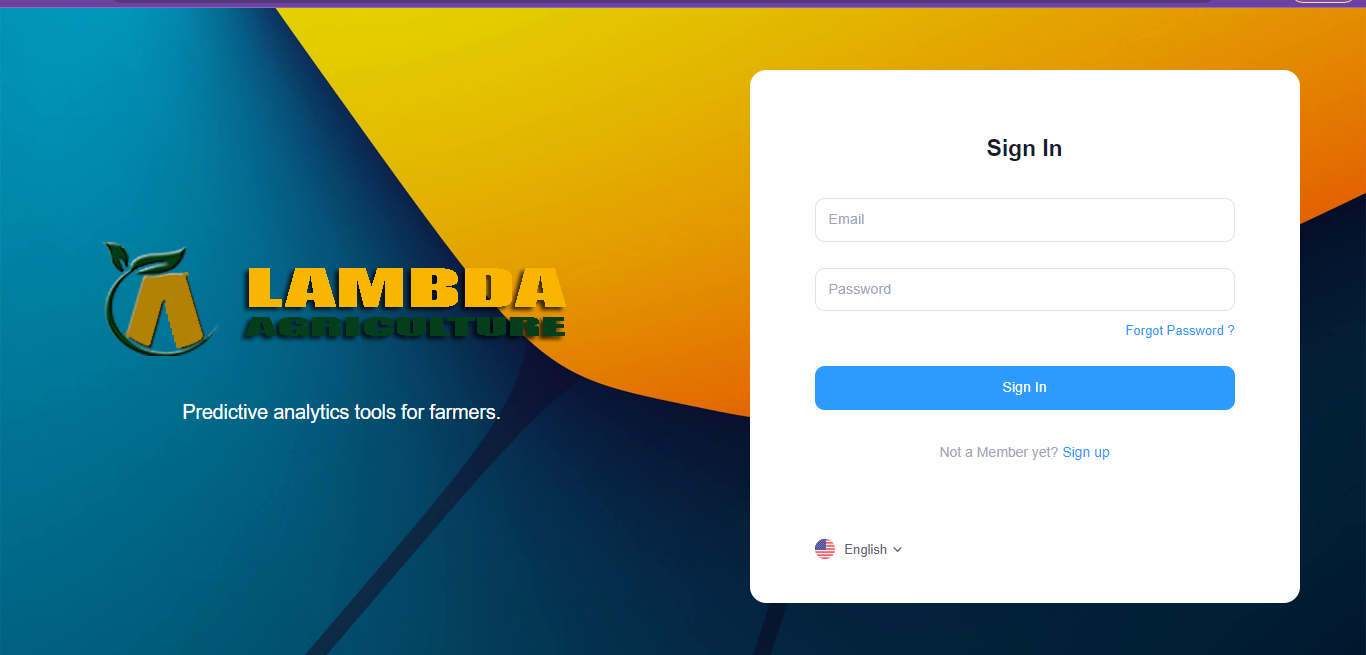 LAMBDA
AGRICULTURE
Predictive analytics tools for farmers.
Sign In
Email
Password
Forgot Password ?
Sign In
Not a Member yet? Sign up
English